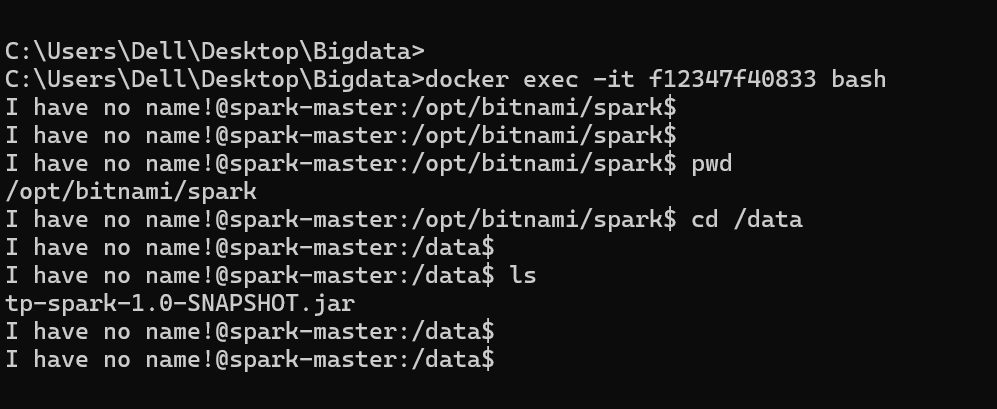 C:\Users\Dell\Desktop\Bigdata>
C:\Users\Dell\Desktop\Bigdata>docker exec -it f12347f40833 bash
I have no name!@spark-master:/opt/bitnami/spark$
I have no name!@spark-master:/opt/bitnami/spark$
I have no name!@spark-master:/opt/bitnami/spark$ pwd
/opt/bitnami/spark
I have no name!@spark-master:/opt/bitnami/spark$ cd /data
I have no name!@spark-master:/data$
I have no name!@spark-master:/data$ ls
tp-spark-1.0-SNAPSHOT.jar
I have no name!@spark-master:/data$
I have no name!@spark-master:/data$